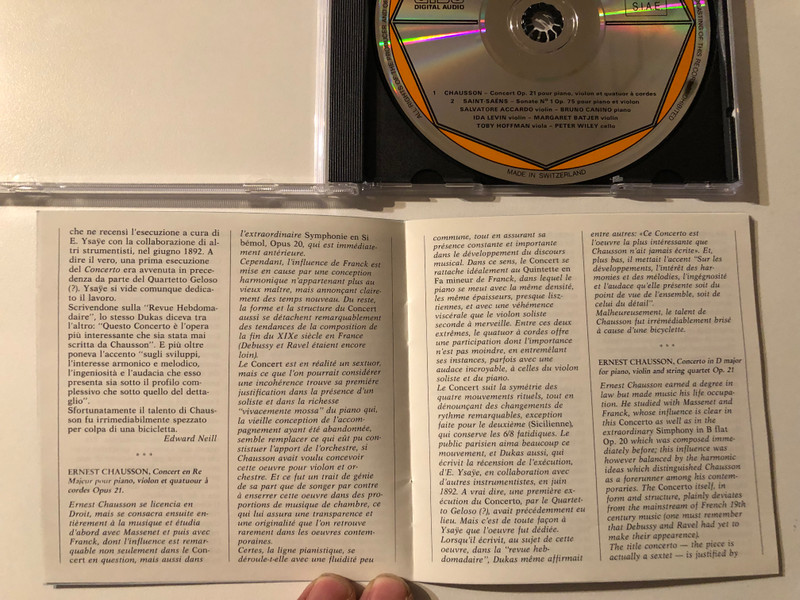 DIGITAL AUDIO
S.I.A.E.
1 CHAUSSON – Concert Op. 21 pour piano, violon et quatuor à cordes
2 SAINT-SAËNS – Sonate Nº 1 Op. 75 pour piano et violon
SALVATORE ACCARDO violin – BRUNO CANINO piano
IDA LEVIN violin – MARGARET BATJER violin
TOBY HOFFMAN viola – PETER WILEY cello
MADE IN SWITZERLAND
che ne recensì l'esecuzione a cura di
E. Ysaÿe con la collaborazione di al-
tri strumentisti, nel giugno 1892. A
dire il vero, una prima esecuzione
del Concerto era avvenuta in prece-
denza da parte del Quartetto Geloso
(?). Ysaÿe si vide comunque dedica-
to il lavoro.
Scrivendone sulla "Revue Hebdoma-
daire", lo stesso Dukas diceva tra
l'altro: "Questo Concerto è l'opera
più interessante che sia stata mai
scritta da Chausson". E più oltre
poneva l'accento "sugli sviluppi,
l'interesse armonico e melodico,
l'ingeniosità e l'audacia che esso
presenta sia sotto il profilo com-
plessivo che sotto quello del detta-
glio".
Sfortunatamente il talento di Chaus-
son fu irrimediabilmente spezzato
per colpa di una bicicletta.
Edward Neill
* * *
ERNEST CHAUSSON, Concert en Re
Majeur pour piano, violon et quatuour à
cordes Opus 21.
Ernest Chausson se licencia en
Droit, mais se consacra ensuite en-
tièrement à la musique et étudia
d'abord avec Massenet et puis avec
Franck, dont l'influence est remar-
quable non seulement dans le Con-
cert en question, mais aussi dans
l'extraordinaire Symphonie en Si
bémol, Opus 20, qui est immédiate-
ment antérieure.
Cependant, l'influence de Franck est
mise en cause par une conception
harmonique n'appartenant plus au
vieux maître, mais annonçant claire-
ment des temps nouveau. Du reste,
la forme et la structure du Concert
aussi se détachent remarquablement
des tendances de la composition de
la fin du XIXe siècle en France
(Debussy et Ravel étaient encore
loin).
Le Concert est en réalité un sextuor,
mais ce que l'on pourrait considérer
une incohérence trouve sa première
justification dans la présence d'un
soliste et dans la richesse
"vivacemente mossa" du piano qui,
la vieille conception de l'accom-
pagnement ayant été abandonnée,
semble remplacer ce qui eût pu con-
stistuer l'apport de l'orchestre, si
Chausson avait voulu concevoir
cette oeuvre pour violon et or-
chestre. Et ce fut un trait de génie
de sa part que de songer par contre
à enserrer cette oeuvre dans des pro-
portions de musique de chambre, ce
qui lui assura une transparence et
une originalité que l'on retrouve
rarement dans les oeuvres contem-
poraines.
Certes, la ligne pianistique, se
déroule-t-elle avec une fluidité peu
commune, tout en assurant sa
présence constante et importante
dans le développement du discours
musical. Dans ce sens, le Concert se
rattache idéalement au Quintette en
Fa mineur de Franck, dans lequel le
piano se meut avec la même densité,
les même épaisseurs, presque lisz-
tiennes, et avec une véhémence
viscérale que le violon soliste
seconde à merveille. Entre ces deux
extrêmes, le quatuor à cordes offre
une participation dont l'importance
n'est pas moindre, en entremêlant
ses instances, parfois avec une
audace incroyable, à celles du violon
soliste et du piano.
Le Concert suit la symétrie des
quatre mouvements rituels, tout en
dénonçant des changements de
rythme remarquables, exception
faite pour le deuxième (Sicilienne),
qui conserve les 6/8 fatidiques. Le
public parisien aima beaucoup ce
mouvement, et Dukas aussi, qui
écrivit la récension de l'exécution,
d'E. Ysaÿe, en collaboration avec
d'autres instrumentistes, en juin
1892. A vrai dire, une première ex-
écution du Concerto, par le Quartet-
to Geloso (?), avait précédemment eu
lieu. Mais c'est de toute façon à
Ysaÿe que l'oeuvre fut dédiée.
Lorsqu'il écrivit, au sujet de cette
oeuvre, dans la "revue heb-
domadaire", Dukas même affirmait
entre autres: «Ce Concerto est
l'oeuvre la plus intéressante que
Chausson n'ait jamais écrite». Et,
plus bas, il mettait l'accent "Sur les
développements, l'intérêt des har-
monies et des mélodies, l'ingégnosité
et l'audace qu'elle présente soit du
point de vue de l'ensemble, soit de
celui du détail".
Malheureusement, le talent de
Chausson fut irrémédiablement brisé
à cause d'une bicyclette.
* * *
ERNEST CHAUSSON, Concerto in D major
for piano, violin and string quartet Op. 21
Ernest Chausson earned a degree in
law but made music his life occupa-
tion. He studied with Massenet and
Franck, whose influence is clear in
this Concerto as well as in the
extraordinary Simphony in B flat
Op. 20 which was composed imme-
diately before; this influence was
however balanced by the harmonic
ideas which distinguished Chausson
as a forerunner among his contem-
poraries. The Concerto itself, in
form and structure, plainly deviates
from the mainstream of French 19th
century music (one must remember
that Debussy and Ravel had yet to
make their appearence).
The title concerto — the piece is
actually a sextet — is justified by